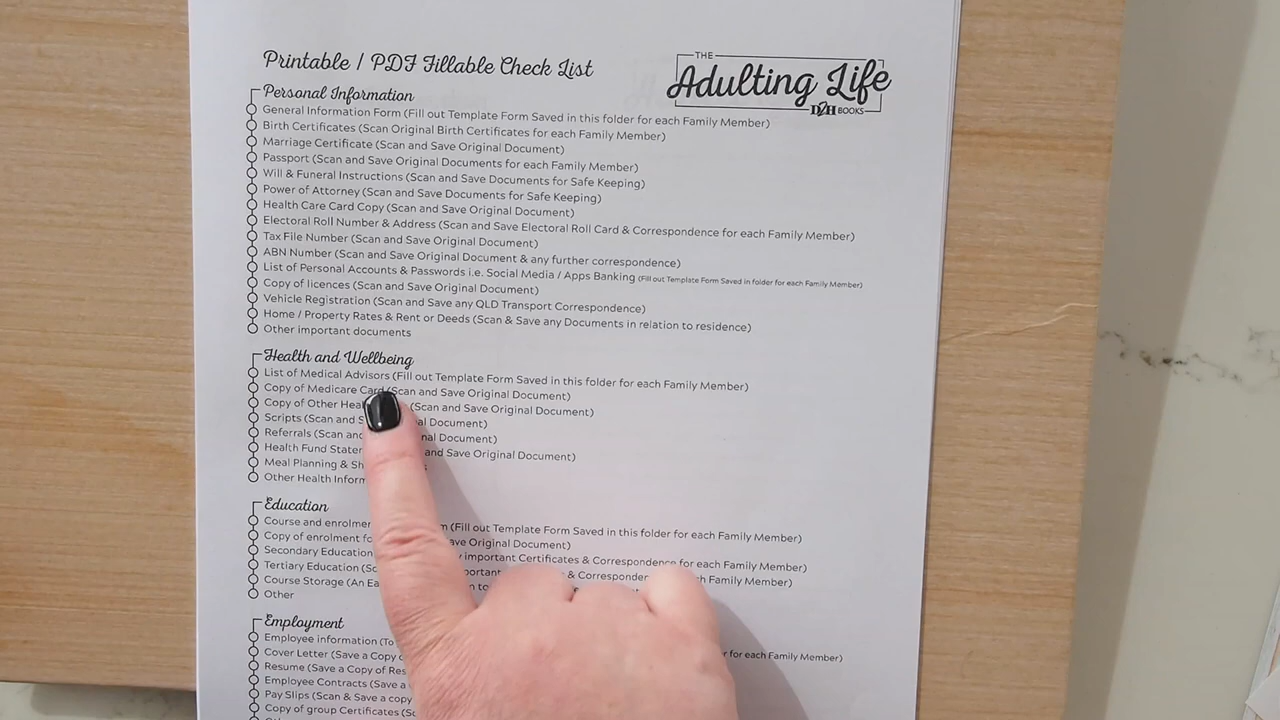 Printable / PDF Fillable Check List
THE
Adulting Life
D2H BOOKS
Personal Information
General Information Form (Fill out Template Form Saved in this folder for each Family Member)
Birth Certificates (Scan Original Birth Certificates for each Family Member)
Marriage Certificate (Scan and Save Original Document)
Passport (Scan and Save Original Documents for each Family Member)
Will & Funeral Instructions (Scan and Save Documents for Safe Keeping)
Power of Attorney (Scan and Save Documents for Safe Keeping)
Health Care Card Copy (Scan and Save Original Document)
Electoral Roll Number & Address (Scan and Save Electoral Roll Card & Correspondence for each Family Member)
Tax File Number (Scan and Save Original Document)
ABN Number (Scan and Save Original Document & any further correspondence)
List of Personal Accounts & Passwords i.e. Social Media / Apps Banking (Fill out Template Form Saved in folder for each Family Member)
Copy of licences (Scan and Save Original Document)
Vehicle Registration (Scan and Save any QLD Transport Correspondence)
Home / Property Rates & Rent or Deeds (Scan & Save any Documents in relation to residence)
Other important documents
Health and Wellbeing
List of Medical Advisors (Fill out Template Form Saved in this folder for each Family Member)
Copy of Medicare Card (Scan and Save Original Document)
Copy of Other (Scan and Save Original Document)
Scripts (Scan and Document)
Referrals (Scan Document)
Health Fund and Save Original Document)
Meal Planning &
Other Health
Education
Course and (Fill out Template Form Saved in this folder for each Family Member)
Copy of enrolment Original Document)
Secondary Education important Certificates & Correspondence for each Family Member)
Tertiary Education & Family Member)
Course Storage (An
Other
Employment
Employee information (To
Cover Letter (Save a Copy for each Family Member)
Resume (Save a Copy of
Employee Contracts (Save a
Pay Slips (Scan & Save a copy
Copy of group Certificates